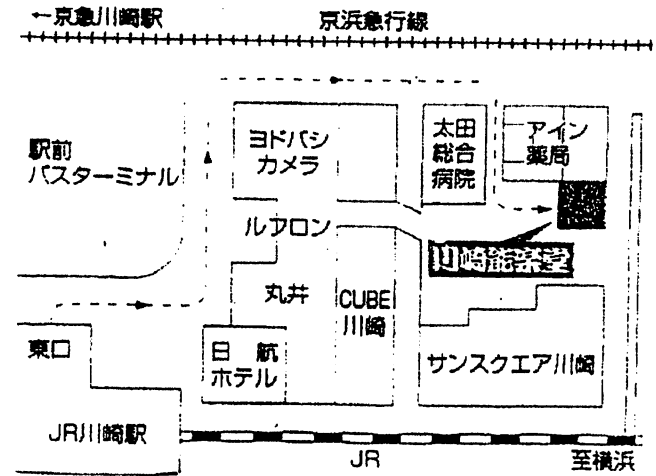 ←京急川崎駅
京浜急行線
駅前
バスターミナル
ヨドバシ
カメラ
太田
総合
病院
アイン
薬局
ルフロン
川崎能楽堂
丸井
CUBE
川崎
東口
日航
ホテル
サンスクエア川崎
JR川崎駅
JR
至横浜